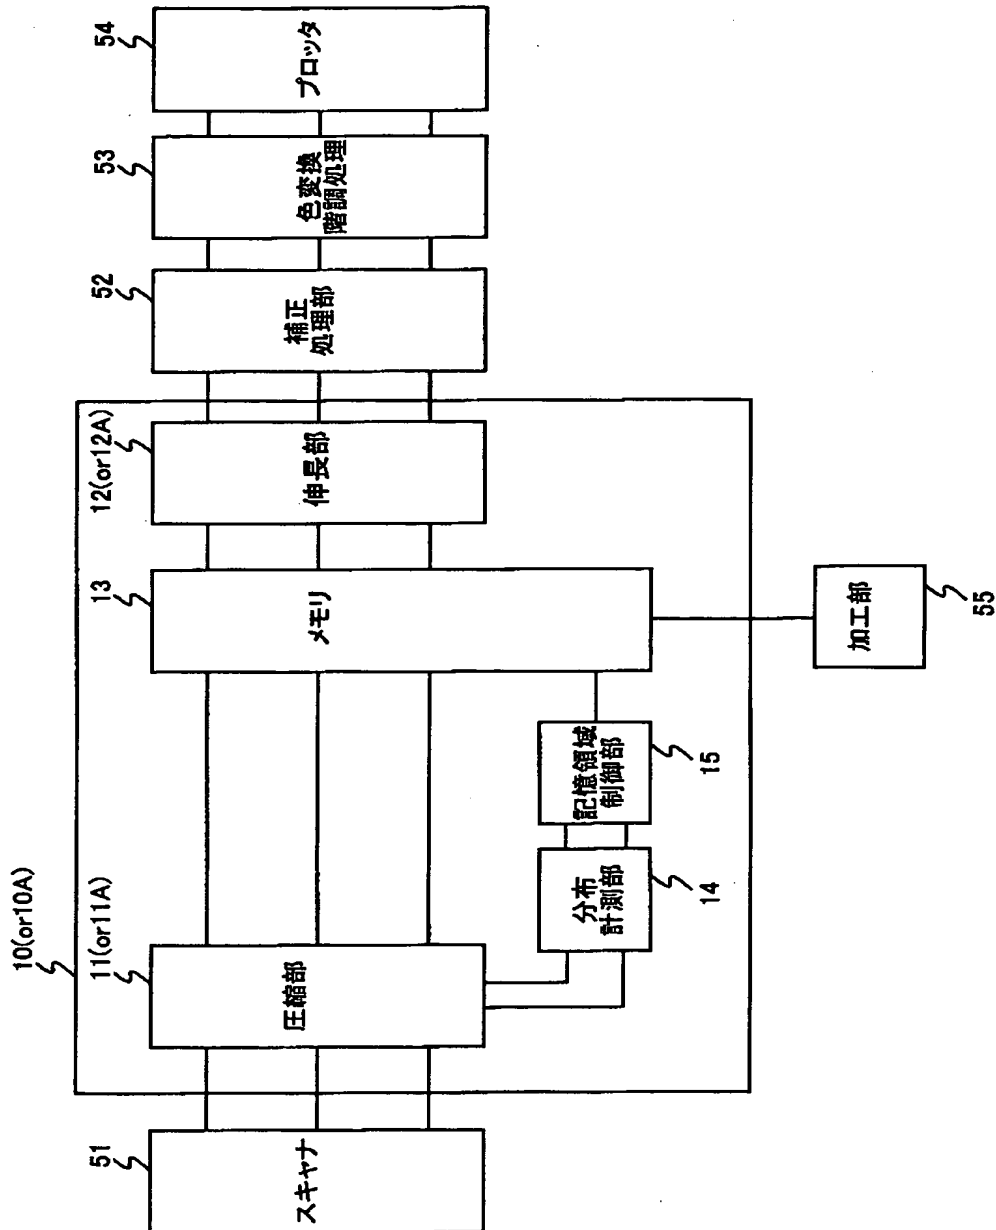 10(or10A)
51
スキャナ
11(or11A)
圧縮部
14
分布
計測部
15
記憶領域
制御部
13
メモリ
12(or12A)
伸長部
52
補正
処理部
53
色変換
階調処理
54
プロッタ
55
加工部